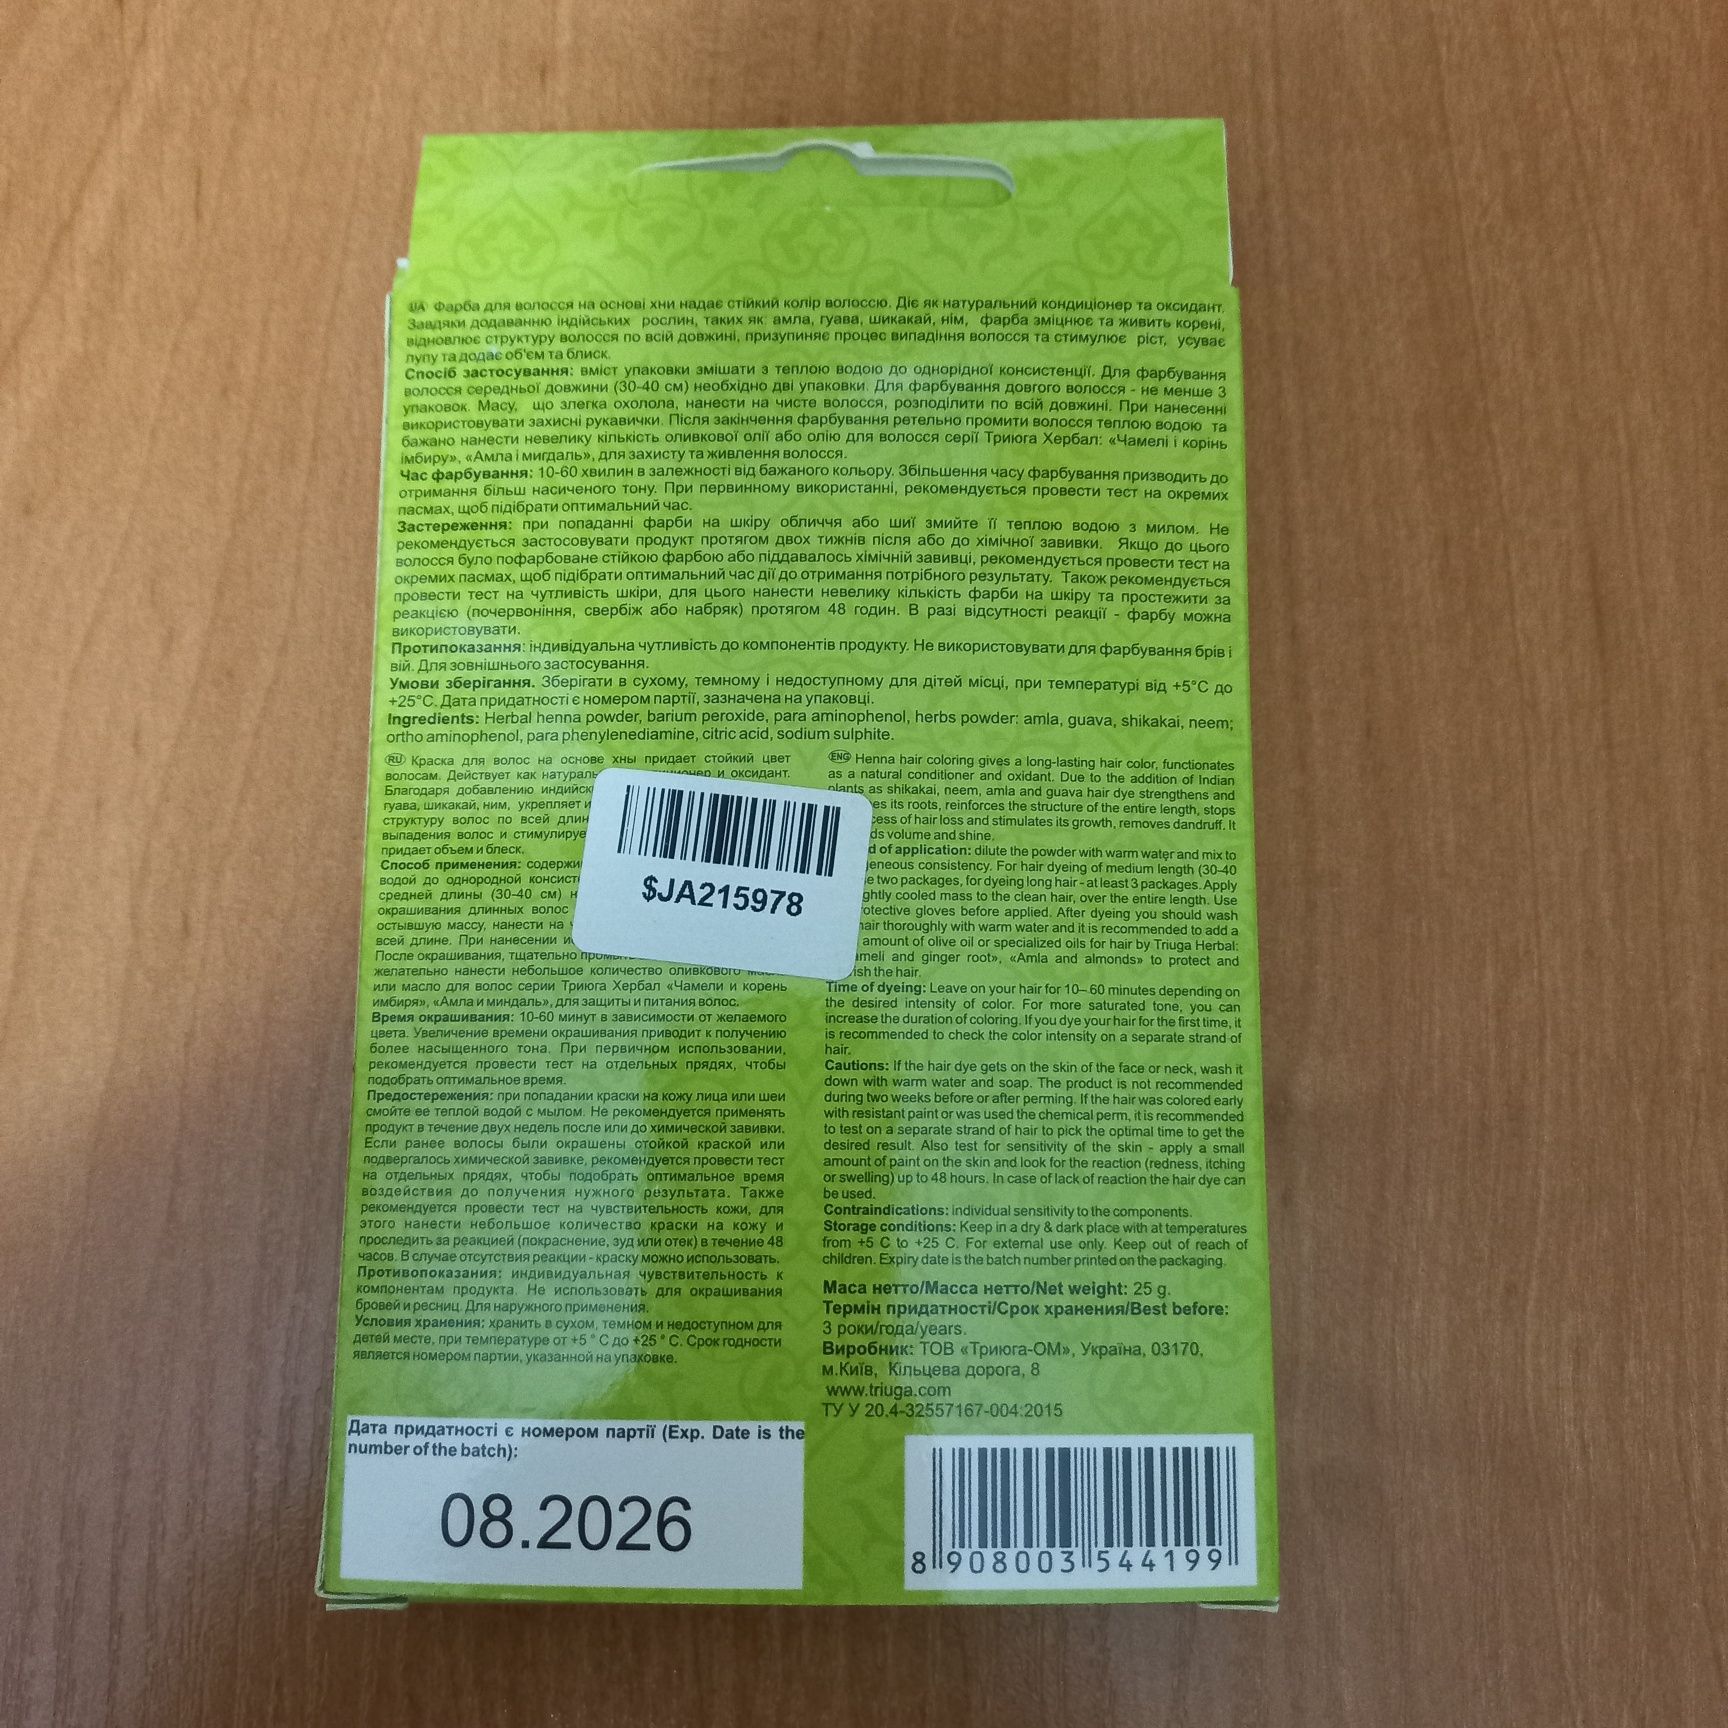 UA Фарба для волосся на основі хни надає стійкий колір волоссю. Діє як натуральний кондиціонер та оксидант.
Завдяки додаванню індійських рослин, таких як: амла, гуава, шикакай, нім, фарба зміцнює та живить корені,
відновлює структуру волосся по всій довжині, призупиняє процес випадіння волосся та стимулює ріст, усуває
лупу та додає об'єм та блиск.
Спосіб застосування: вміст упаковки змішати з теплою водою до однорідної консистенції. Для фарбування
волосся середньої довжини (30-40 см) необхідно дві упаковки. Для фарбування довгого волосся - не менше 3
упаковок. Масу, що злегка охолола, нанести на чисте волосся, розподілити по всій довжині. При нанесенні
використовувати захисні рукавички. Після закінчення фарбування ретельно промити волосся теплою водою та
бажано нанести невелику кількість оливкової олії або олію для волосся серії Триюга Хербал: «Чамелі і корінь
імбиру», «Амла і мигдаль», для захисту та живлення волосся.
Час фарбування: 10-60 хвилин в залежності від бажаного кольору. Збільшення часу фарбування призводить до
отримання більш насиченого тону. При первинному використанні, рекомендується провести тест на окремих
пасмах, щоб підібрати оптимальний час.
Застереження: при попаданні фарби на шкіру обличчя або шиї змийте її теплою водою з милом. Не
рекомендується застосовувати продукт протягом двох тижнів після або до хімічної завивки. Якщо до цього
волосся було пофарбоване стійкою фарбою або піддавалось хімічній завивці, рекомендується провести тест на
окремих пасмах, щоб підібрати оптимальний час дії до отримання потрібного результату. Також рекомендується
провести тест на чутливість шкіри, для цього нанести невелику кількість фарби на шкіру та простежити за
реакцією (почервоніння, свербіж або набряк) протягом 48 годин. В разі відсутності реакції - фарбу можна
використовувати.
Протипоказання: індивідуальна чутливість до компонентів продукту. Не використовувати для фарбування брів і
вій. Для зовнішнього застосування.
Умови зберігання. Зберігати в сухому, темному і недоступному для дітей місці, при температурі від +5°C до
+25°C. Дата придатності є номером партії, зазначена на упаковці.
Ingredients: Herbal henna powder, barium peroxide, para aminophenol, herbs powder: amla, guava, shikakai, neem;
ortho aminophenol, para phenylenediamine, citric acid, sodium sulphite.
RU Краска для волос на основе хны придает стойкий цвет
волосам. Действует как натураль ционер и оксидант.
Благодаря добавлению индийск
гуава, шикакай, ним, укрепляет и
структуру волос по всей длин
выпадения волос и стимулируе
придает объем и блеск.
Способ применения: содержи
водой до однородной консист
средней длины (30-40 см) н
окрашивания длинных волос
остывшую массу, нанести на ч
всей длине. При нанесении и
После окрашивания, тщательно промы
желательно нанести небольшое количество оливкового масла
или масло для волос серии Триюга Хербал «Чамели и корень
имбиря», «Амла и миндаль», для защиты и питания волос.
Время окрашивания: 10-60 минут в зависимости от желаемого
цвета. Увеличение времени окрашивания приводит к получению
более насыщенного тона. При первичном использовании,
рекомендуется провести тест на отдельных прядях, чтобы
подобрать оптимальное время.
Предостережения: при попадании краски на кожу лица или шеи
смойте ее теплой водой с мылом. Не рекомендуется применять
продукт в течение двух недель после или до химической завивки.
Если ранее волосы были окрашены стойкой краской или
подвергалось химической завивке, рекомендуется провести тест
на отдельных прядях, чтобы подобрать оптимальное время
воздействия до получения нужного результата. Также
рекомендуется провести тест на чувствительность кожи, для
этого нанести небольшое количество краски на кожу и
проследить за реакцией (покраснение, зуд или отек) в течение 48
часов. В случае отсутствия реакции - краску можно использовать.
Противопоказания: индивидуальная чувствительность к
компонентам продукта. Не использовать для окрашивания
бровей и ресниц. Для наружного применения.
Условия хранения: хранить в сухом, темном и недоступном для
детей месте, при температуре от +5 ° C до +25 ° C. Срок годности
является номером партии, указанной на упаковке.
ENG Henna hair coloring gives a long-lasting hair color, functionates
as a natural conditioner and oxidant. Due to the addition of Indian
plants as shikakai, neem, amla and guava hair dye strengthens and
es its roots, reinforces the structure of the entire length, stops
cess of hair loss and stimulates its growth, removes dandruff. It
ds volume and shine.
d of application: dilute the powder with warm water and mix to
geneous consistency. For hair dyeing of medium length (30-40
e two packages, for dyeing long hair - at least 3 packages. Apply
ghtly cooled mass to the clean hair, over the entire length. Use
otective gloves before applied. After dyeing you should wash
air thoroughly with warm water and it is recommended to add a
amount of olive oil or specialized oils for hair by Triuga Herbal:
ameli and ginger root», «Amla and almonds» to protect and
ish the hair.
Time of dyeing: Leave on your hair for 10– 60 minutes depending on
the desired intensity of color. For more saturated tone, you can
increase the duration of coloring. If you dye your hair for the first time, it
is recommended to check the color intensity on a separate strand of
hair.
Cautions: If the hair dye gets on the skin of the face or neck, wash it
down with warm water and soap. The product is not recommended
during two weeks before or after perming. If the hair was colored early
with resistant paint or was used the chemical perm, it is recommended
to test on a separate strand of hair to pick the optimal time to get the
desired result. Also test for sensitivity of the skin - apply a small
amount of paint on the skin and look for the reaction (redness, itching
or swelling) up to 48 hours. In case of lack of reaction the hair dye can
be used.
Contraindications: individual sensitivity to the components.
Storage conditions: Keep in a dry & dark place with at temperatures
from +5 C to +25 C. For external use only. Keep out of reach of
children. Expiry date is the batch number printed on the packaging.
$JA215978
Маса нетто/Масса нетто/Net weight: 25 g.
Термін придатності/Срок хранения/Best before:
3 роки/года/years.
Виробник: ТОВ «Триюга-ОМ», Україна, 03170,
м.Київ, Кільцева дорога, 8
www.triuga.com
ТУ У 20.4-32557167-004:2015
Дата придатності є номером партії (Exp. Date is the
number of the batch):
08.2026
8 908003 544199